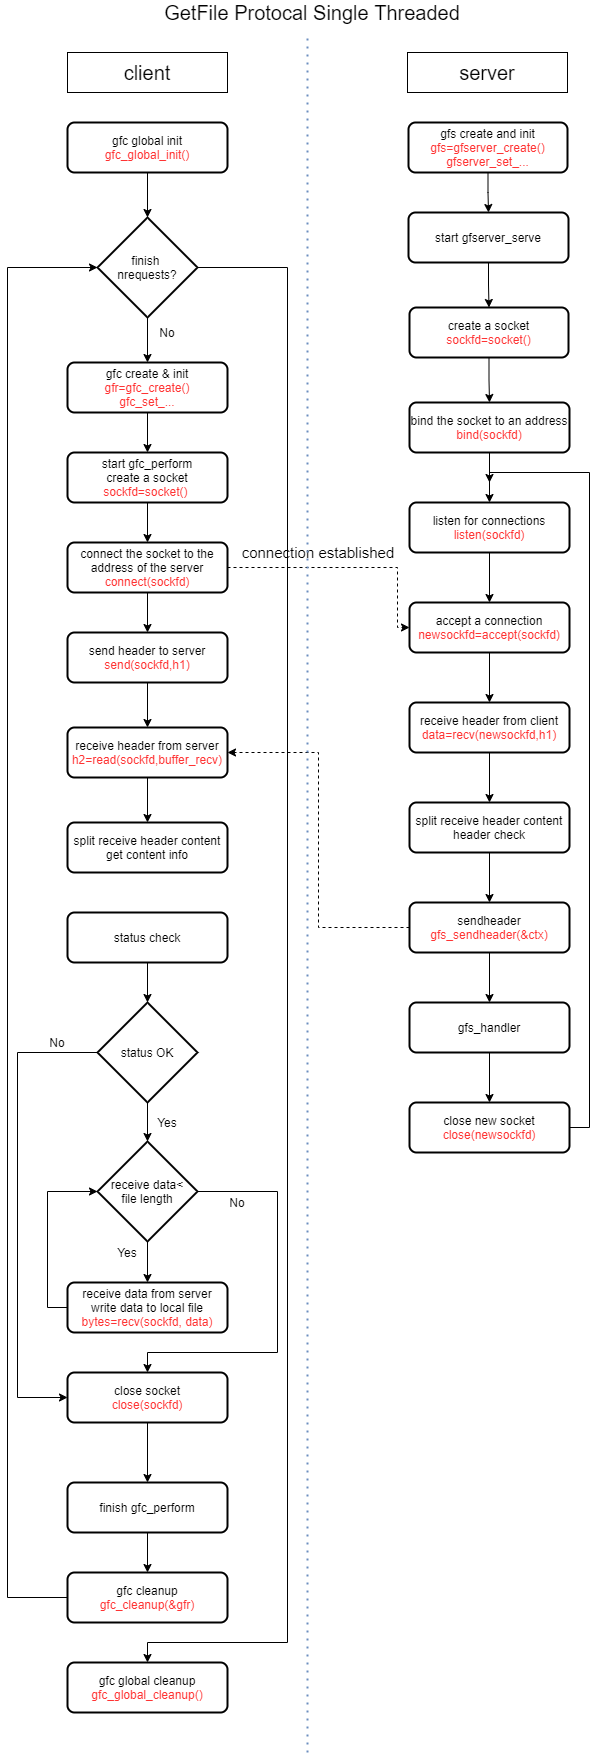 GetFile Protocal Single Threaded
client
gfc global init
gfc_global_init()
finish
nrequests?
No
gfc create & init
gfr=gfc_create()
gfc_set_...
start gfc_perform
create a socket
sockfd=socket()
connect the socket to the
address of the server
connect(sockfd)
connection established
send header to server
send(sockfd,h1)
receive header from server
h2=read(sockfd,buffer_recv)
split receive header content
get content info
status check
No
status OK
Yes
receive data<
file length
No
Yes
receive data from server
write data to local file
bytes=recv(sockfd, data)
close socket
close(sockfd)
finish gfc_perform
gfc cleanup
gfc_cleanup(&gfr)
gfc global cleanup
gfc_global_cleanup()
server
gfs create and init
gfs=gfserver_create()
gfserver_set_...
start gfserver_serve
create a socket
sockfd=socket()
bind the socket to an address
bind(sockfd)
listen for connections
listen(sockfd)
accept a connection
newsockfd=accept(sockfd)
receive header from client
data=recv(newsockfd,h1)
split receive header content
header check
sendheader
gfs_sendheader(&ctx)
gfs_handler
close new socket
close(newsockfd)